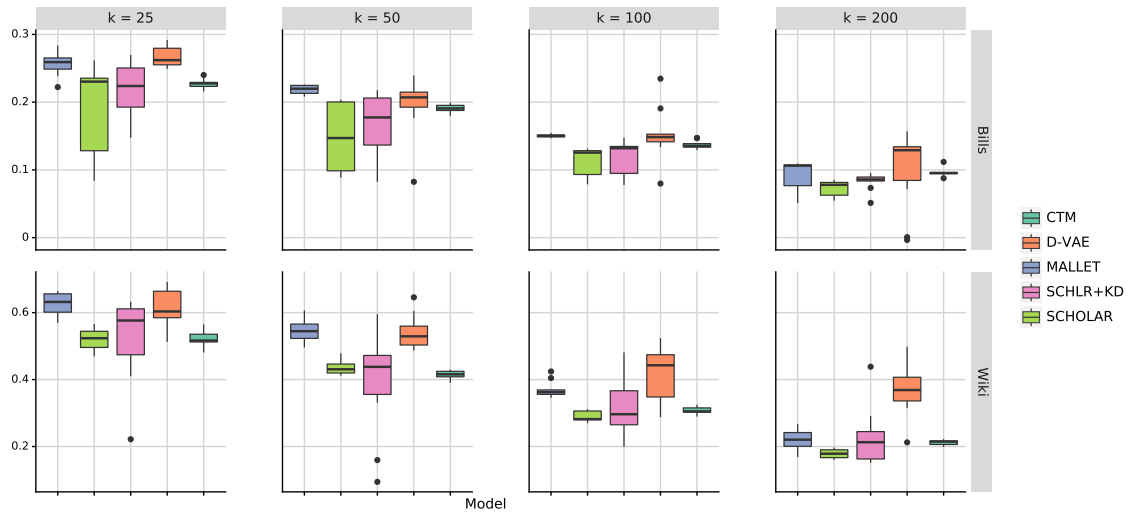 k = 25
k = 50
k = 100
k = 200
0.3
0.2
0.1
0
Bills
0.6
0.4
0.2
Wiki
Model
CTM
D-VAE
MALLET
SCHLR+KD
SCHOLAR